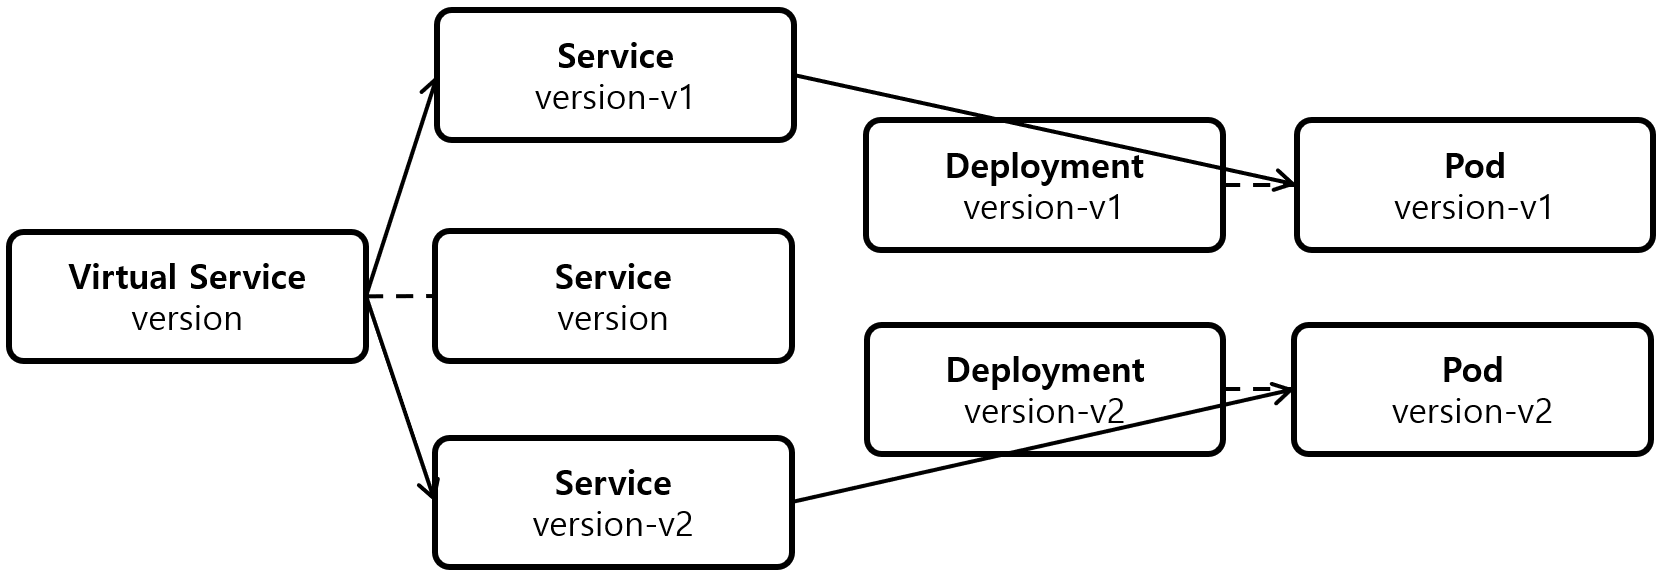 Service
version-v1
Deployment
version-v1
Pod
version-v1
Virtual Service
version
Service
version
Deployment
version-v2
Pod
version-v2
Service
version-v2